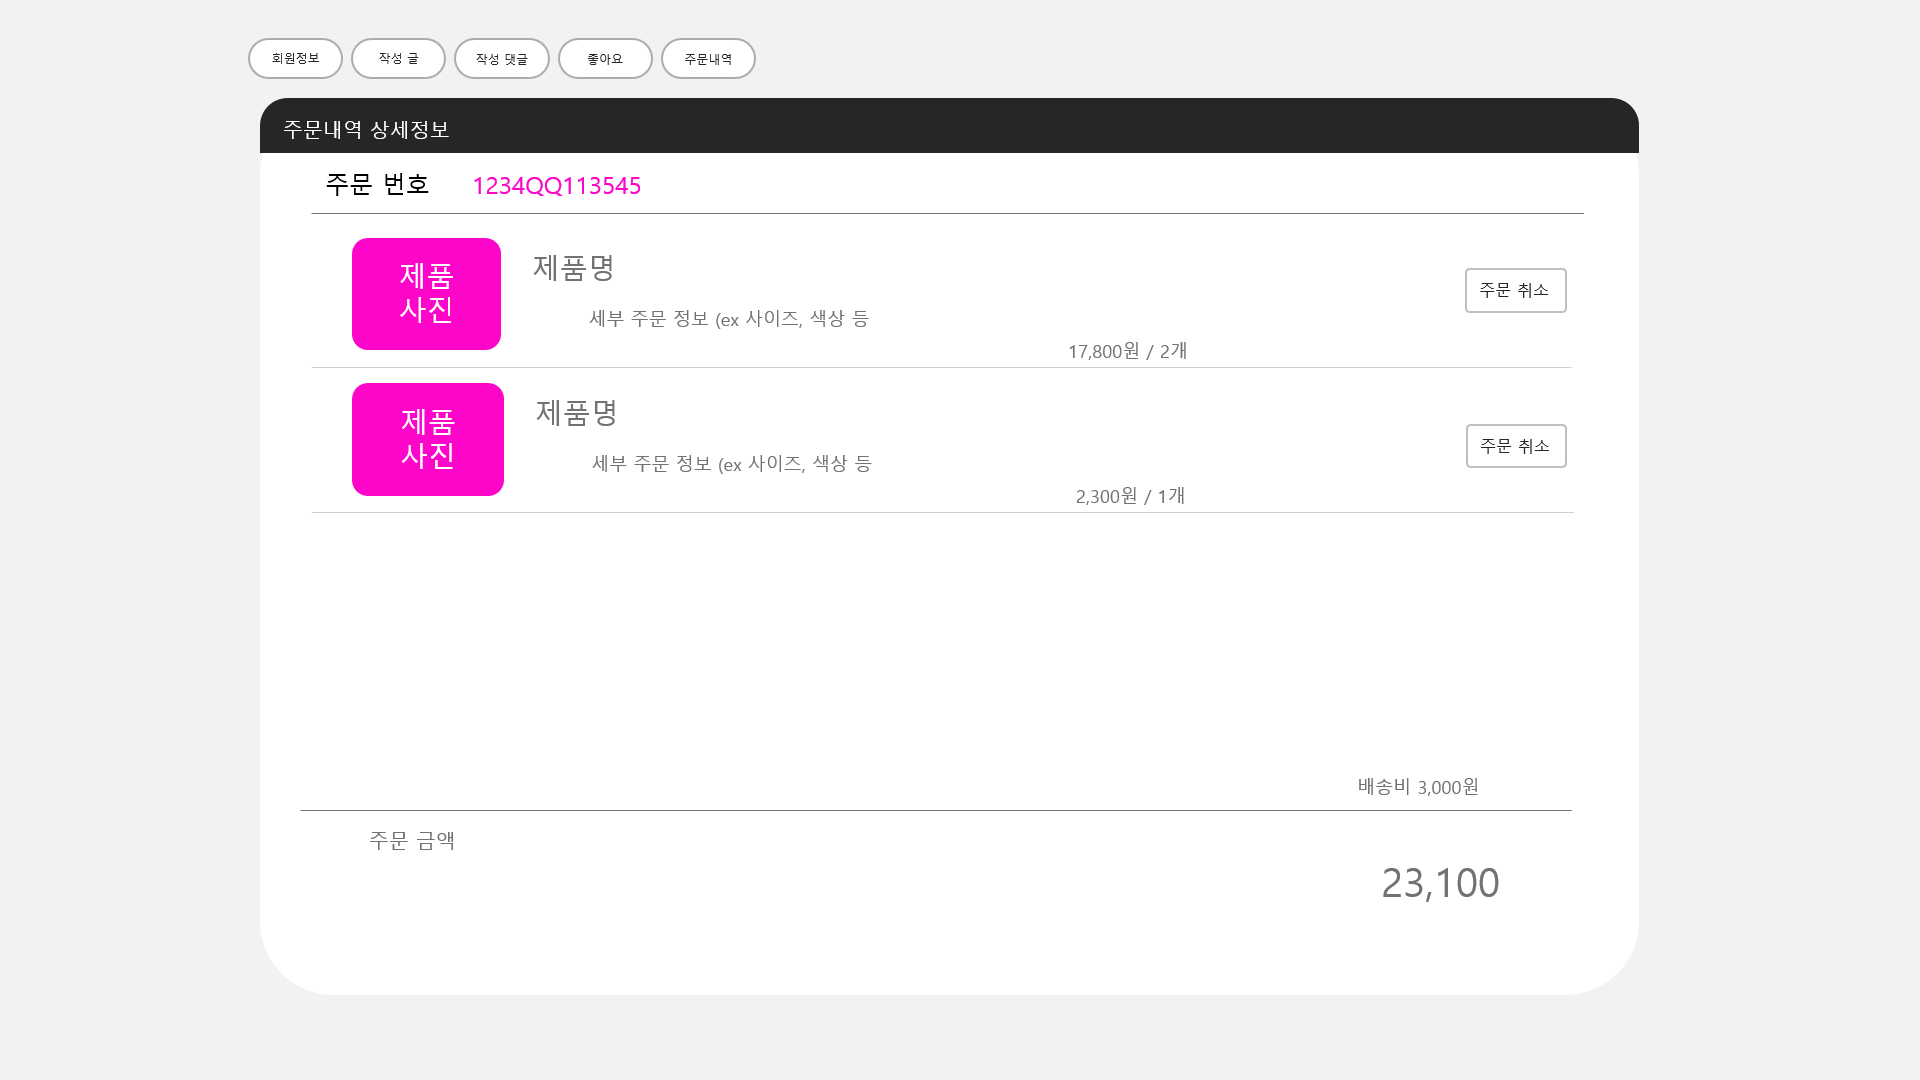 회원정보
작성 글
작성 댓글
좋아요
주문내역
주문내역 상세정보
주문 번호 1234QQ113545
제품
사진
제품명
세부 주문 정보 (ex 사이즈, 색상 등
17,800원 / 2개
주문 취소
제품
사진
제품명
세부 주문 정보 (ex 사이즈, 색상 등
2,300원 / 1개
주문 취소
배송비 3,000원
주문 금액
23,100